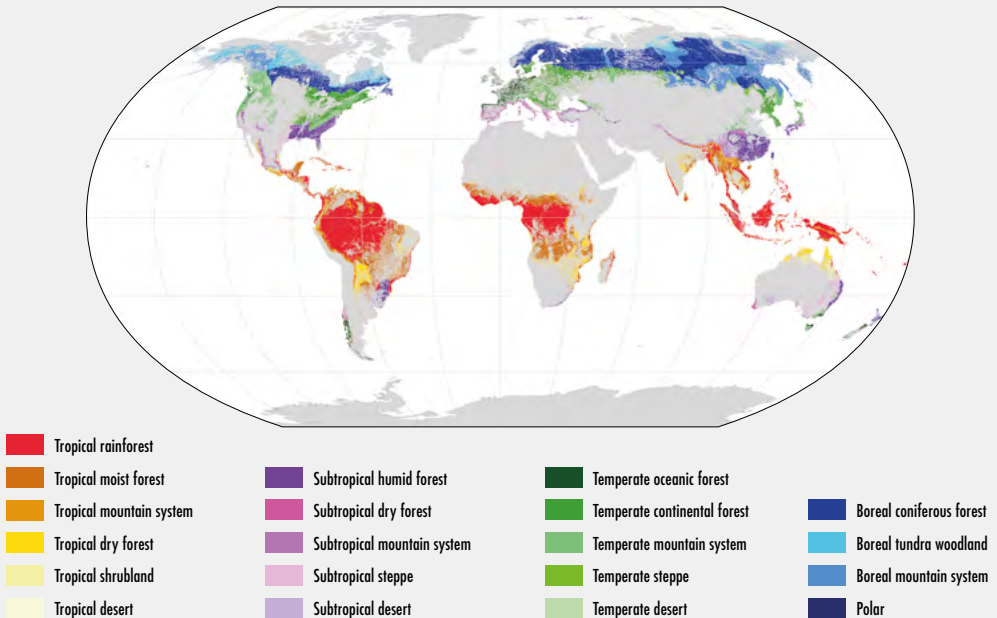 Tropical rainforest
Tropical moist forest
Tropical mountain system
Tropical dry forest
Tropical shrubland
Tropical desert
Subtropical humid forest
Subtropical dry forest
Subtropical mountain system
Subtropical steppe
Subtropical desert
Temperate oceanic forest
Temperate continental forest
Temperate mountain system
Temperate steppe
Temperate desert
Boreal coniferous forest
Boreal tundra woodland
Boreal mountain system
Polar